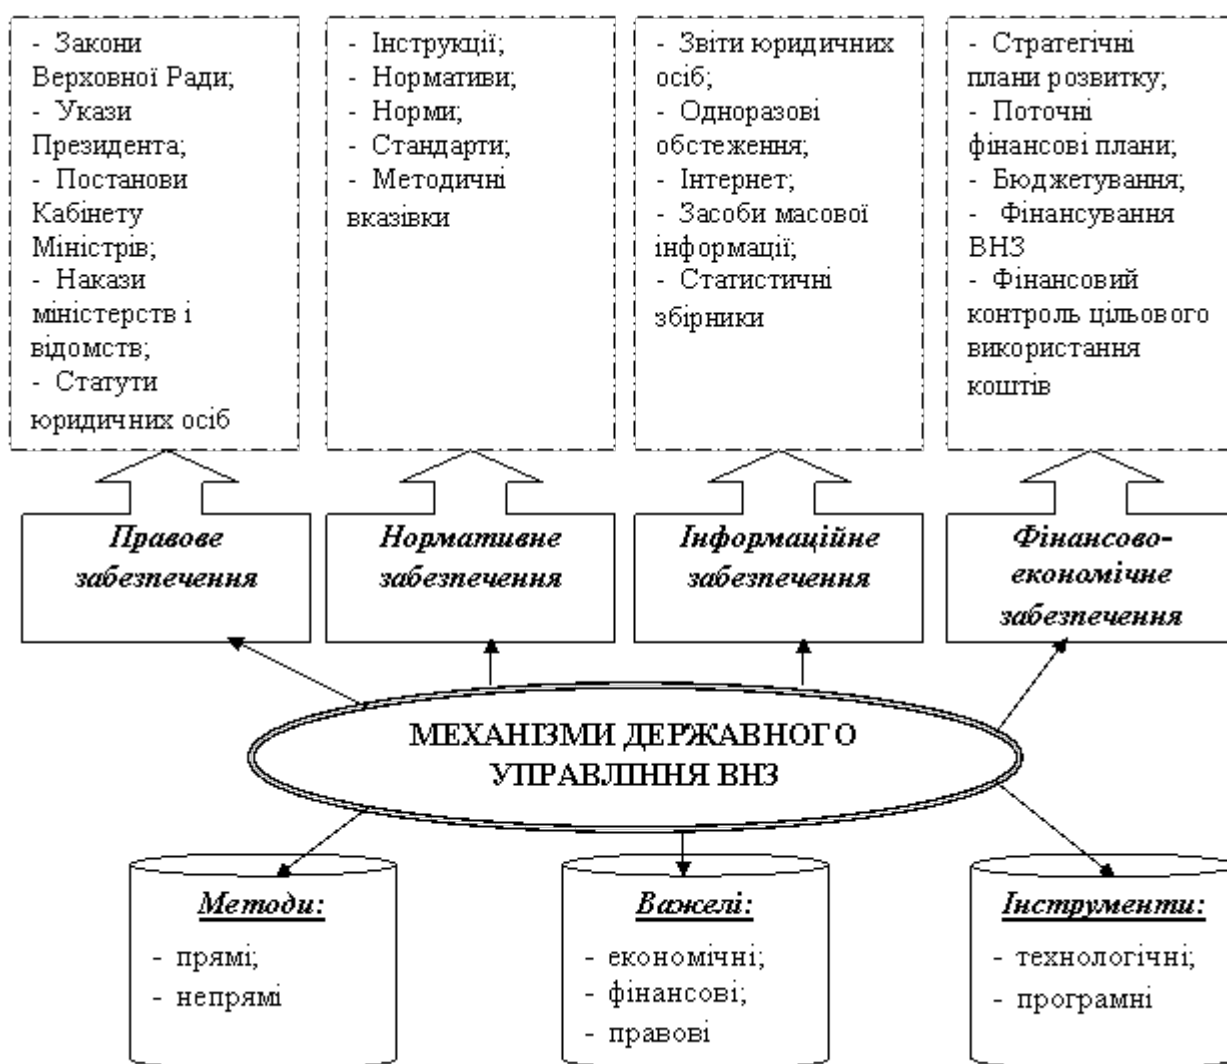 - Закони
Верховної Ради;
- Укази
Президента;
- Постанови
Кабінету
Міністрів;
- Накази
міністерств і
відомств;
- Статути
юридичних осіб
- Інструкції;
- Нормативи;
- Норми;
- Стандарти;
- Методичні
вказівки
- Звіти юридичних
осіб;
- Одноразові
обстеження;
- Інтернет;
- Засоби масової
інформації;
- Статистичні
збірники
- Стратегічні
плани розвитку;
- Поточні
фінансові плани;
- Бюджетування;
- Фінансування
ВНЗ
- Фінансовий
контроль цільового
використання
коштів
Правове
забезпечення
Нормативне
забезпечення
Інформаційне
забезпечення
Фінансово-
економічне
забезпечення
МЕХАНІЗМИ ДЕРЖАВНОГО
УПРАВЛІННЯ ВНЗ
Методи:
- прямі;
- непрямі
Важелі:
- економічні;
- фінансові;
- правові
Інструменти:
- технологічні;
- програмні